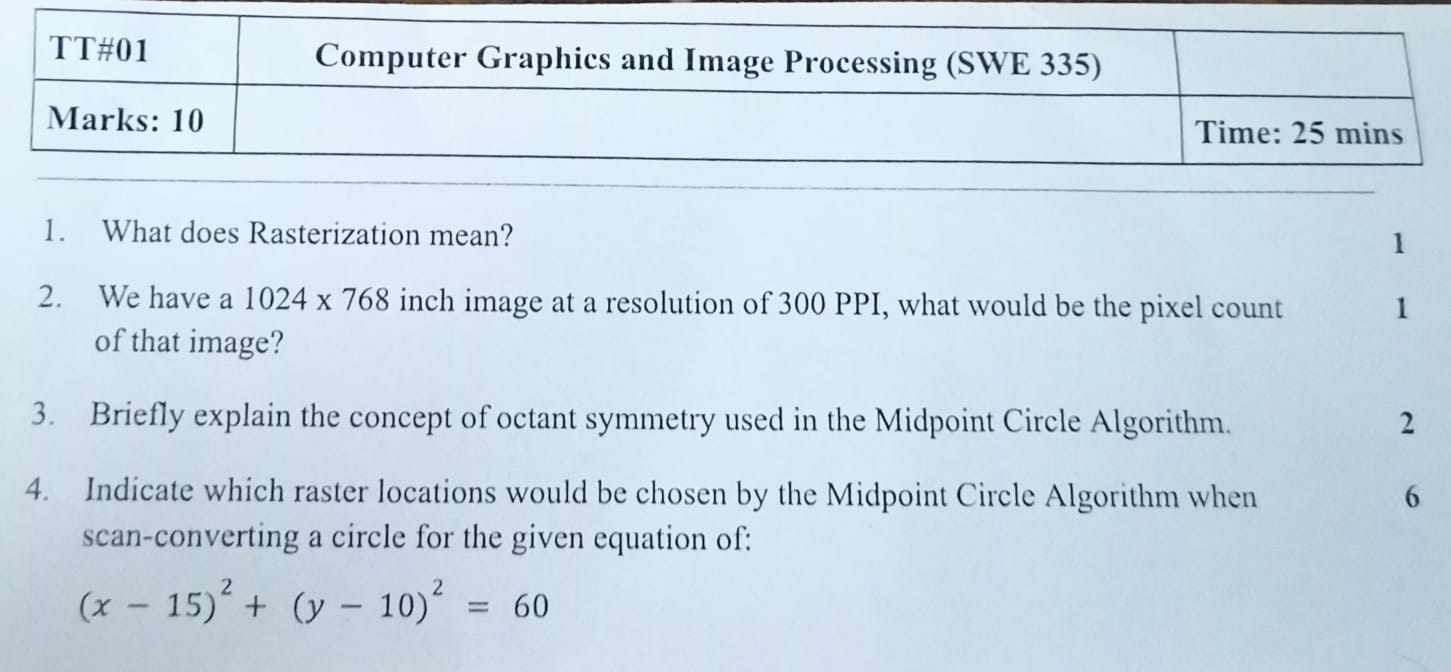 TT#01
Computer Graphics and Image Processing (SWE 335)
Marks: 10
Time: 25 mins
1. What does Rasterization mean? 1
2. We have a 1024 x 768 inch image at a resolution of 300 PPI, what would be the pixel count 1
of that image?
3. Briefly explain the concept of octant symmetry used in the Midpoint Circle Algorithm. 2
4. Indicate which raster locations would be chosen by the Midpoint Circle Algorithm when 6
scan-converting a circle for the given equation of:
(x − 15)² + (y − 10)² = 60